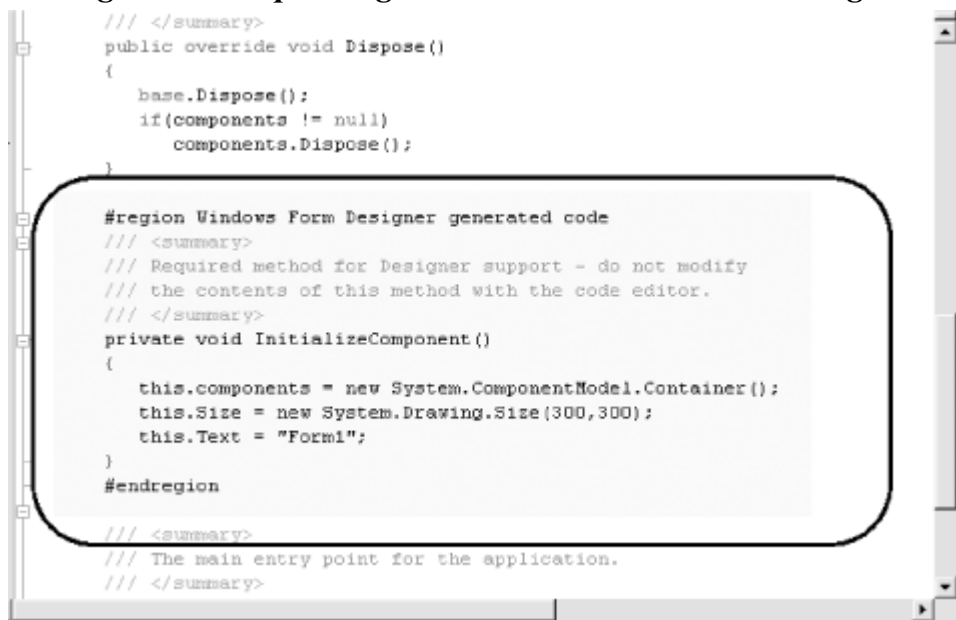 /// </summary>
public override void Dispose()
{
base.Dispose();
if(components != null)
components.Dispose();
}
#region Windows Form Designer generated code
/// <summary>
/// Required method for Designer support - do not modify
/// the contents of this method with the code editor.
/// </summary>
private void InitializeComponent()
{
this.components = new System.ComponentModel.Container();
this.Size = new System.Drawing.Size(300,300);
this.Text = "Form1";
}
#endregion
/// <summary>
/// The main entry point for the application.
/// </summary>